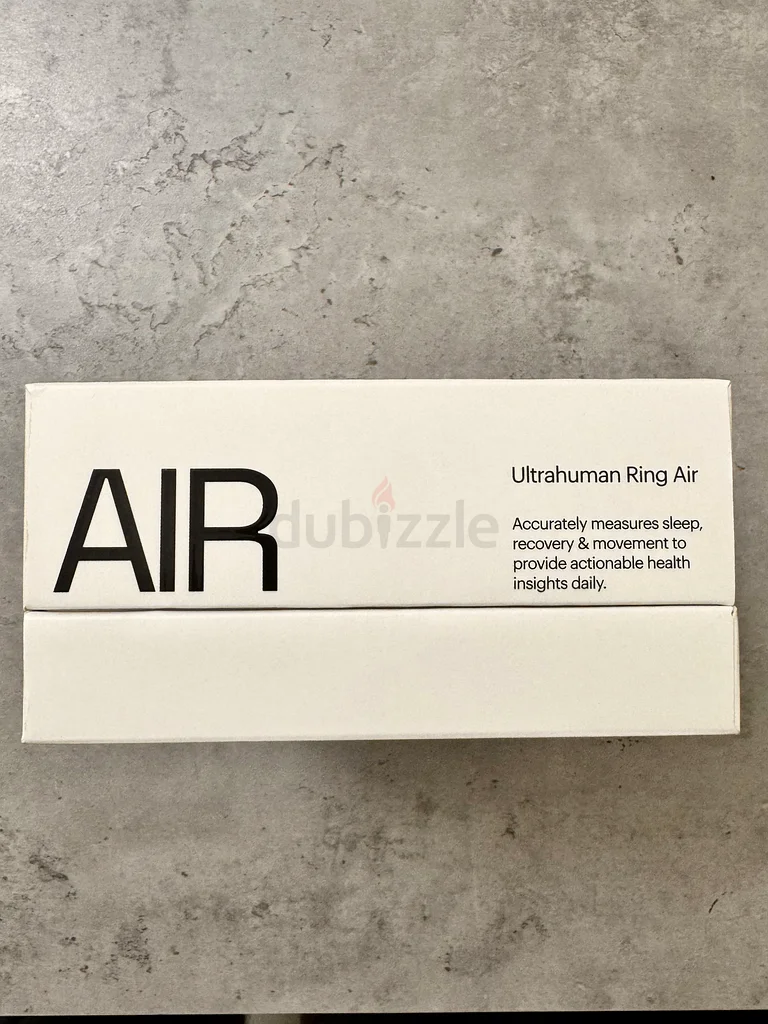 AIR
dubizzle
Ultrahuman Ring Air
Accurately measures sleep,
recovery & movement to
provide actionable health
insights daily.